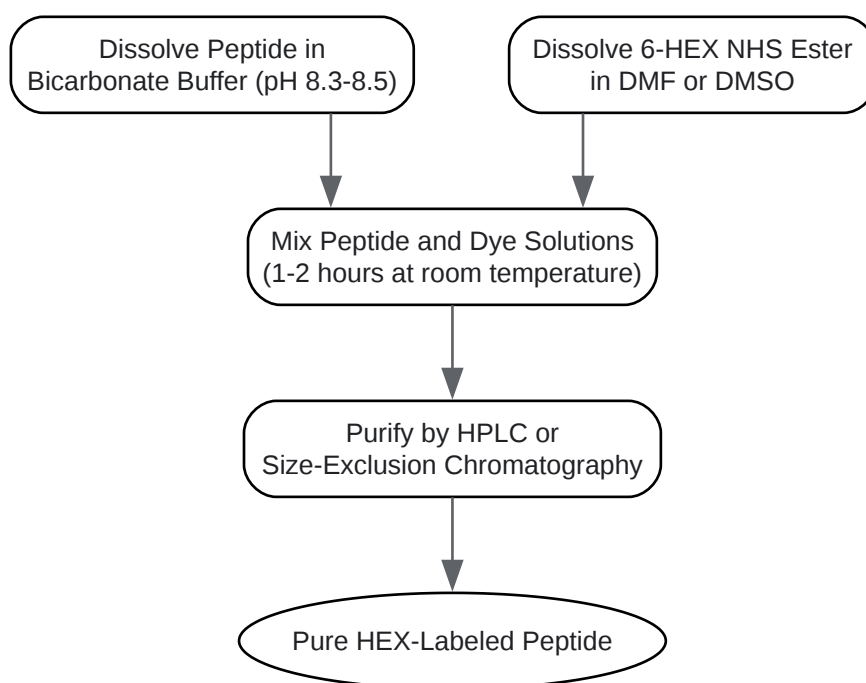 Dissolve Peptide in
Bicarbonate Buffer (pH 8.3-8.5)
Dissolve 6-HEX NHS Ester
in DMF or DMSO
Mix Peptide and Dye Solutions
(1-2 hours at room temperature)
Purify by HPLC or
Size-Exclusion Chromatography
Pure HEX-Labeled Peptide